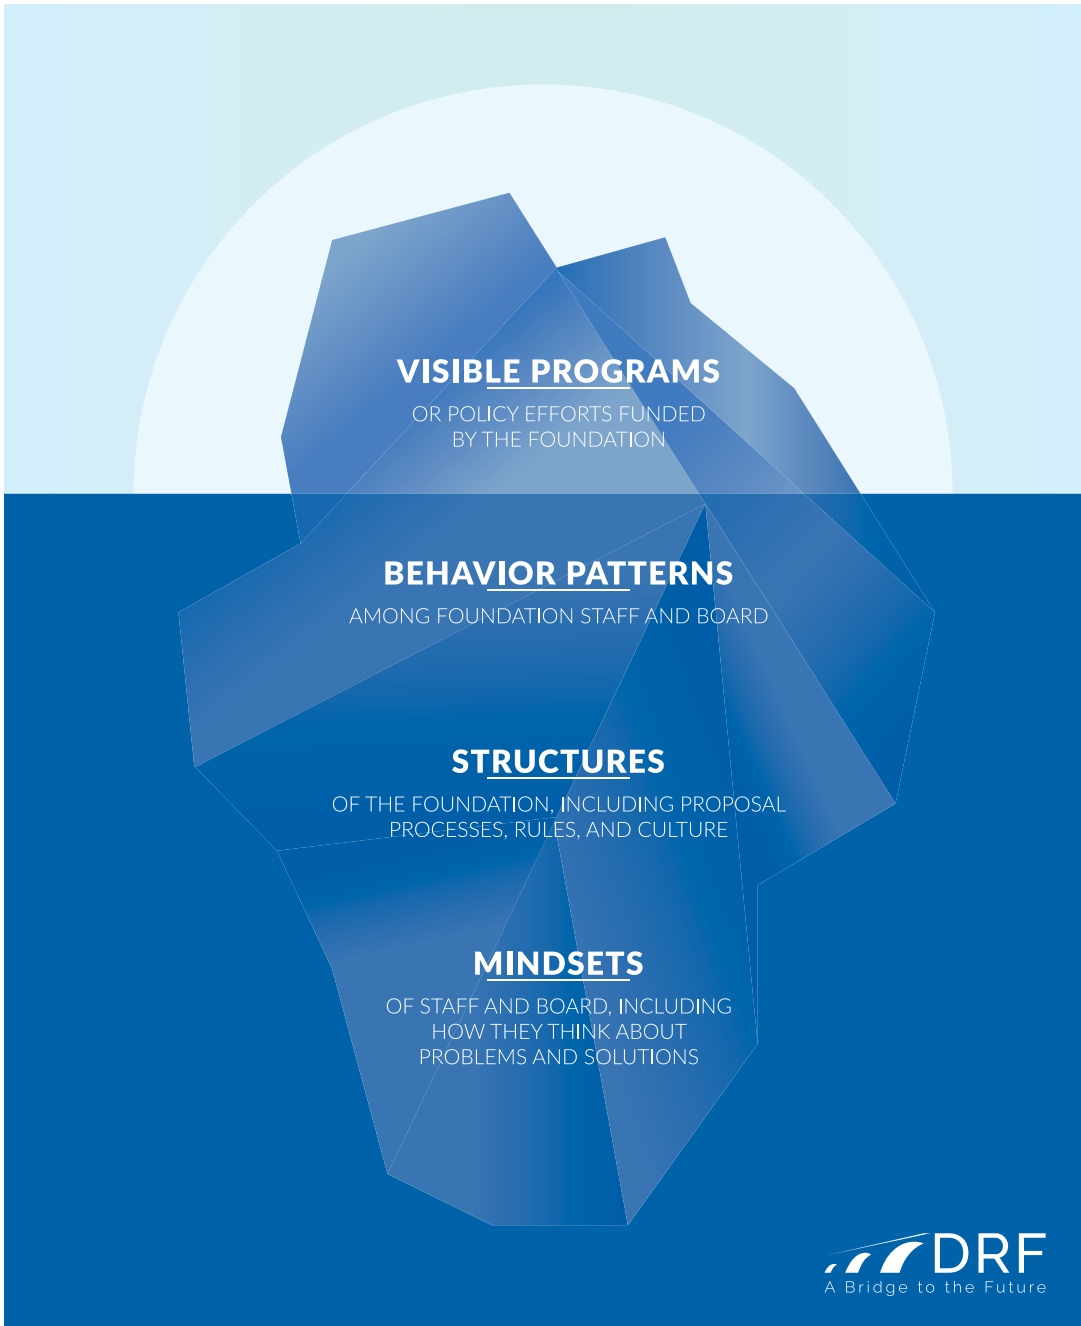 VISIBLE PROGRAMS
OR POLICY EFFORTS FUNDED
BY THE FOUNDATION
BEHAVIOR PATTERNS
AMONG FOUNDATION STAFF AND BOARD
STRUCTURES
OF THE FOUNDATION, INCLUDING PROPOSAL
PROCESSES, RULES, AND CULTURE
MINDSETS
OF STAFF AND BOARD, INCLUDING
HOW THEY THINK ABOUT
PROBLEMS AND SOLUTIONS
DRF
A Bridge to the Future